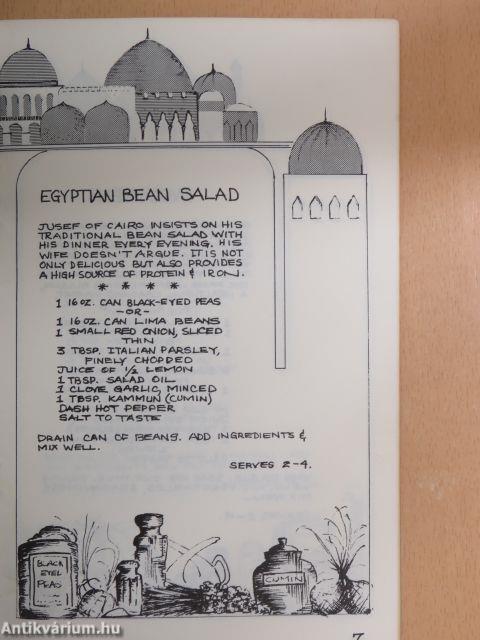 EGYPTIAN BEAN SALAD
JUSEF OF CAIRO INSISTS ON HIS
TRADITIONAL BEAN SALAD WITH
HIS DINNER EVERY EVENING. HIS
WIFE DOESN'T ARGUE. IT IS NOT
ONLY DELICIOUS BUT ALSO PROVIDES
A HIGH SOURCE OF PROTEIN & IRON.
* * * *
1 16 OZ. CAN BLACK-EYED PEAS
-OR-
1 16 OZ. CAN LIMA BEANS
1 SMALL RED ONION, SLICED
THIN
3 TBSP. ITALIAN PARSLEY,
FINELY CHOPPED
JUICE OF 1/2 LEMON
1 TBSP. SALAD OIL
1 CLOVE GARLIC, MINCED
1 TBSP. KAMMUN (CUMIN)
DASH HOT PEPPER
SALT TO TASTE
DRAIN CAN OF BEANS. ADD INGREDIENTS &
MIX WELL.
SERVES 2-4.
BLACK
EYED
PEAS
CUMIN
7
Antikvárium.hu
Antikvárium.hu